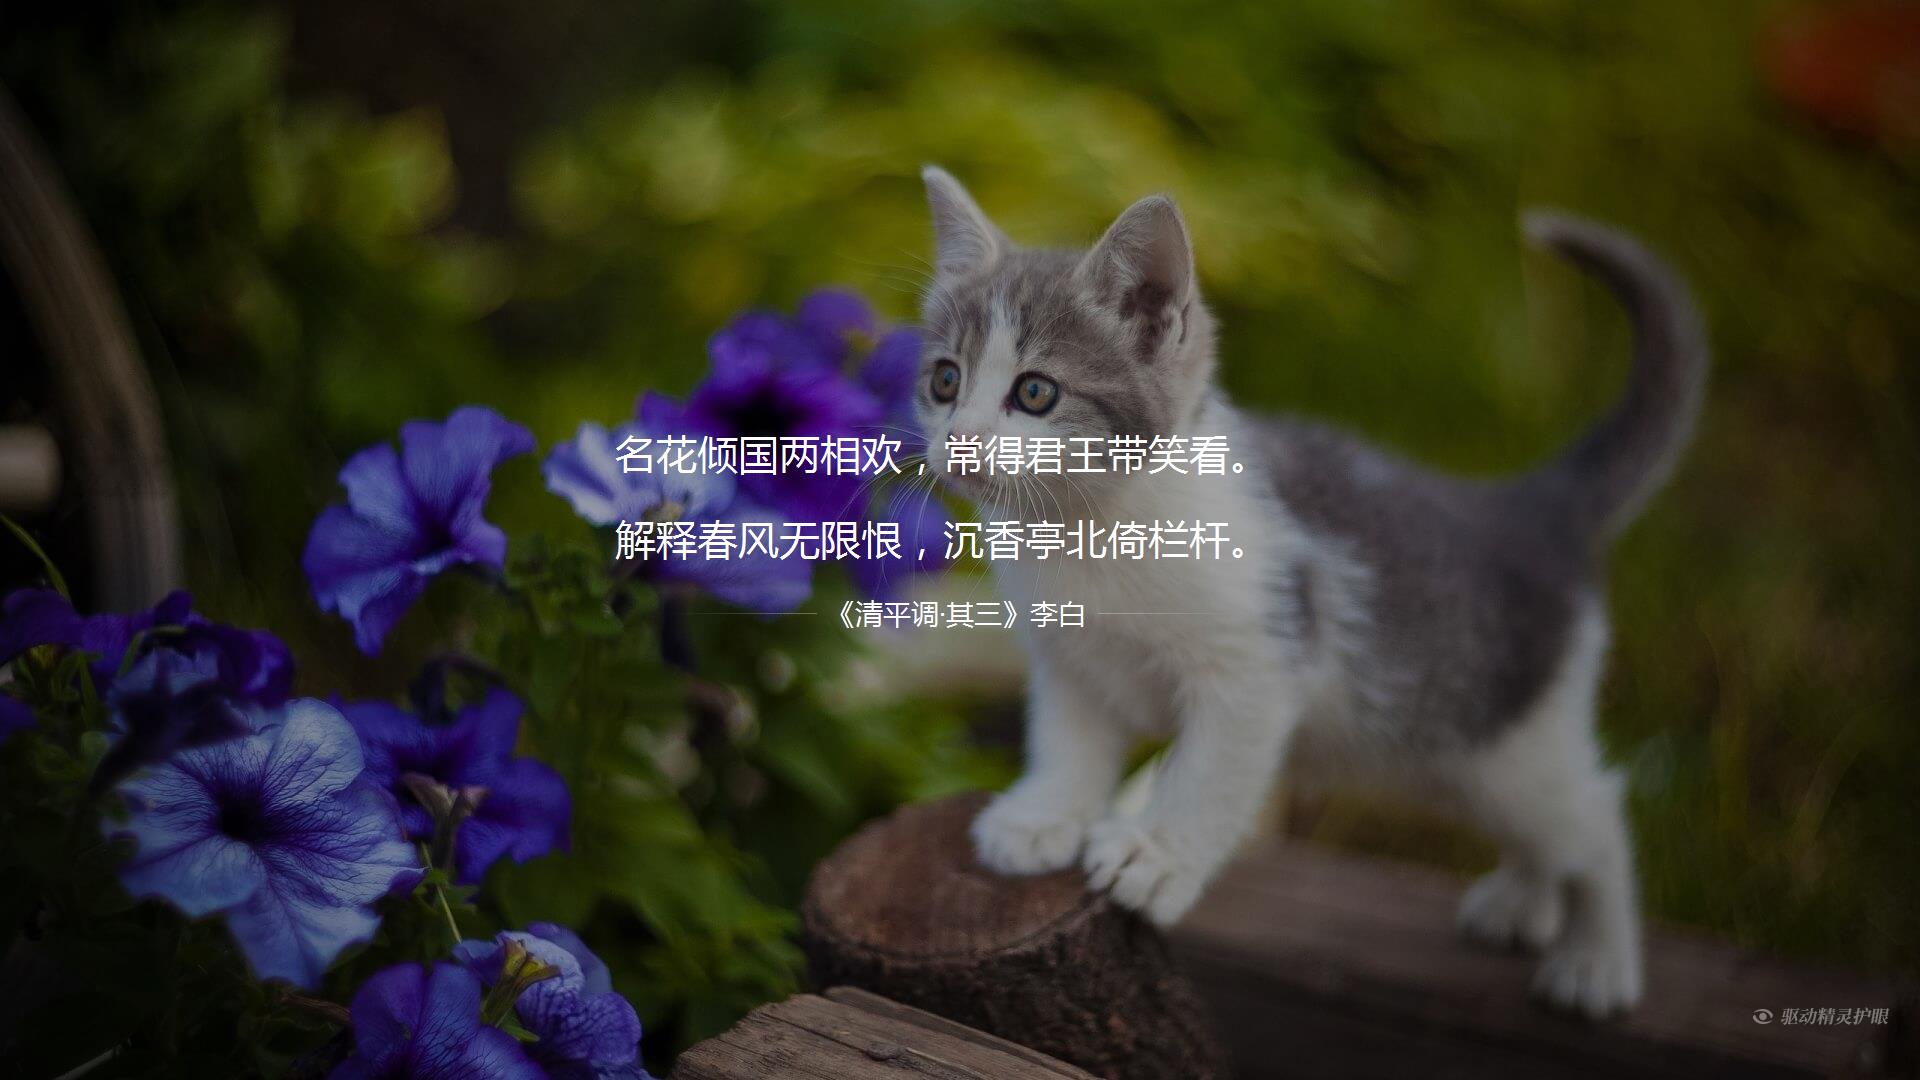 名花倾国两相欢，常得君王带笑看。
解释春风无限恨，沉香亭北倚栏杆。
《清平调·其三》李白
驱动精灵护眼